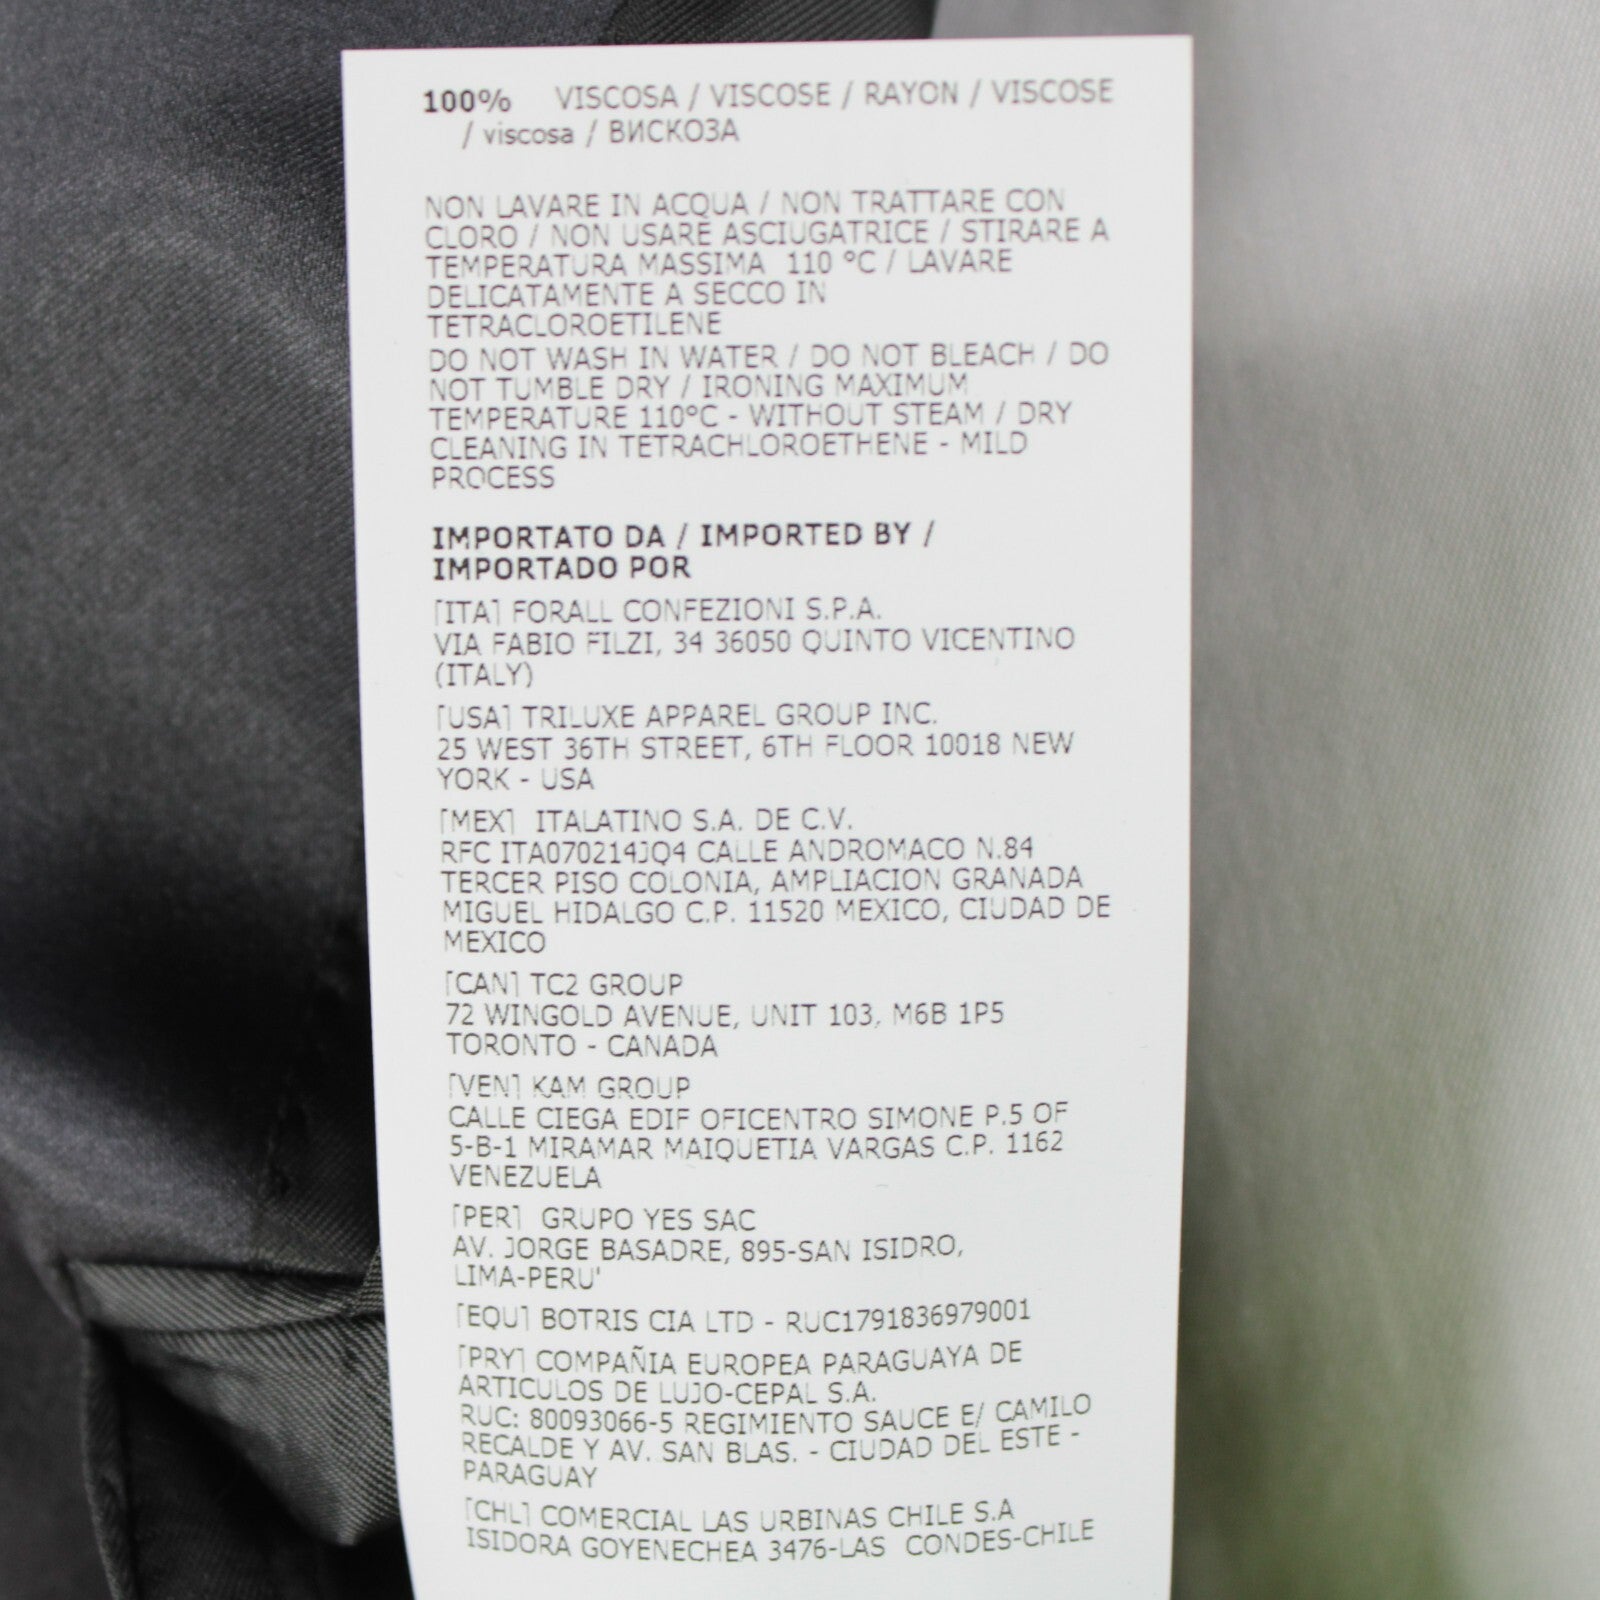 100% VISCOSA / VISCOSE / RAYON / VISCOSE
/ viscosa / ВИСКОЗА
NON LAVARE IN ACQUA / NON TRATTARE CON
CLORO / NON USARE ASCIUGATRICE / STIRARE A
TEMPERATURA MASSIMA 110 °C / LAVARE
DELICATAMENTE A SECCO IN
TETRACLOROETILENE
DO NOT WASH IN WATER / DO NOT BLEACH / DO
NOT TUMBLE DRY / IRONING MAXIMUM
TEMPERATURE 110°C - WITHOUT STEAM / DRY
CLEANING IN TETRACHLOROETHENE - MILD
PROCESS
IMPORTATO DA / IMPORTED BY /
IMPORTADO POR
[ITA] FORALL CONFEZIONI S.P.A.
VIA FABIO FILZI, 34 36050 QUINTO VICENTINO
(ITALY)
[USA] TRILUXE APPAREL GROUP INC.
25 WEST 36TH STREET, 6TH FLOOR 10018 NEW
YORK - USA
[MEX] ITALATINO S.A. DE C.V.
RFC ITA070214JQ4 CALLE ANDROMACO N.84
TERCER PISO COLONIA, AMPLIACION GRANADA
MIGUEL HIDALGO C.P. 11520 MEXICO, CIUDAD DE
MEXICO
[CAN] TC2 GROUP
72 WINGOLD AVENUE, UNIT 103, M6B 1P5
TORONTO - CANADA
[VEN] KAM GROUP
CALLE CIEGA EDIF OFICENTRO SIMONE P.5 OF
5-B-1 MIRAMAR MAIQUETIA VARGAS C.P. 1162
VENEZUELA
[PER] GRUPO YES SAC
AV. JORGE BASADRE, 895-SAN ISIDRO,
LIMA-PERU'
[EQU] BOTRIS CIA LTD - RUC1791836979001
[PRY] COMPAÑIA EUROPEA PARAGUAYA DE
ARTICULOS DE LUJO-CEPAL S.A.
RUC: 80093066-5 REGIMIENTO SAUCE E/ CAMILO
RECALDE Y AV. SAN BLAS. - CIUDAD DEL ESTE -
PARAGUAY
[CHL] COMERCIAL LAS URBINAS CHILE S.A
ISIDORA GOYENECHEA 3476-LAS CONDES-CHILE